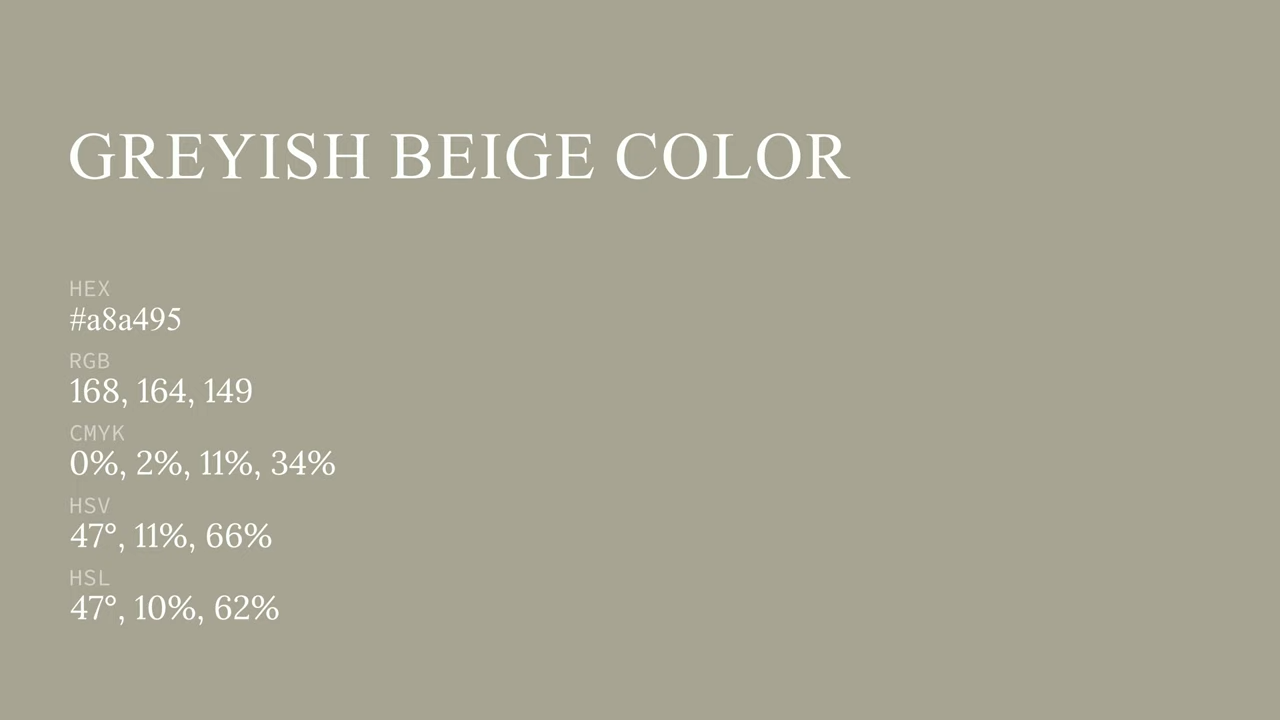 GREYISH BEIGE COLOR
HEX
#a8a495
RGB
168, 164, 149
CMYK
0%, 2%, 11%, 34%
HSV
47°, 11%, 66%
HSL
47°, 10%, 62%